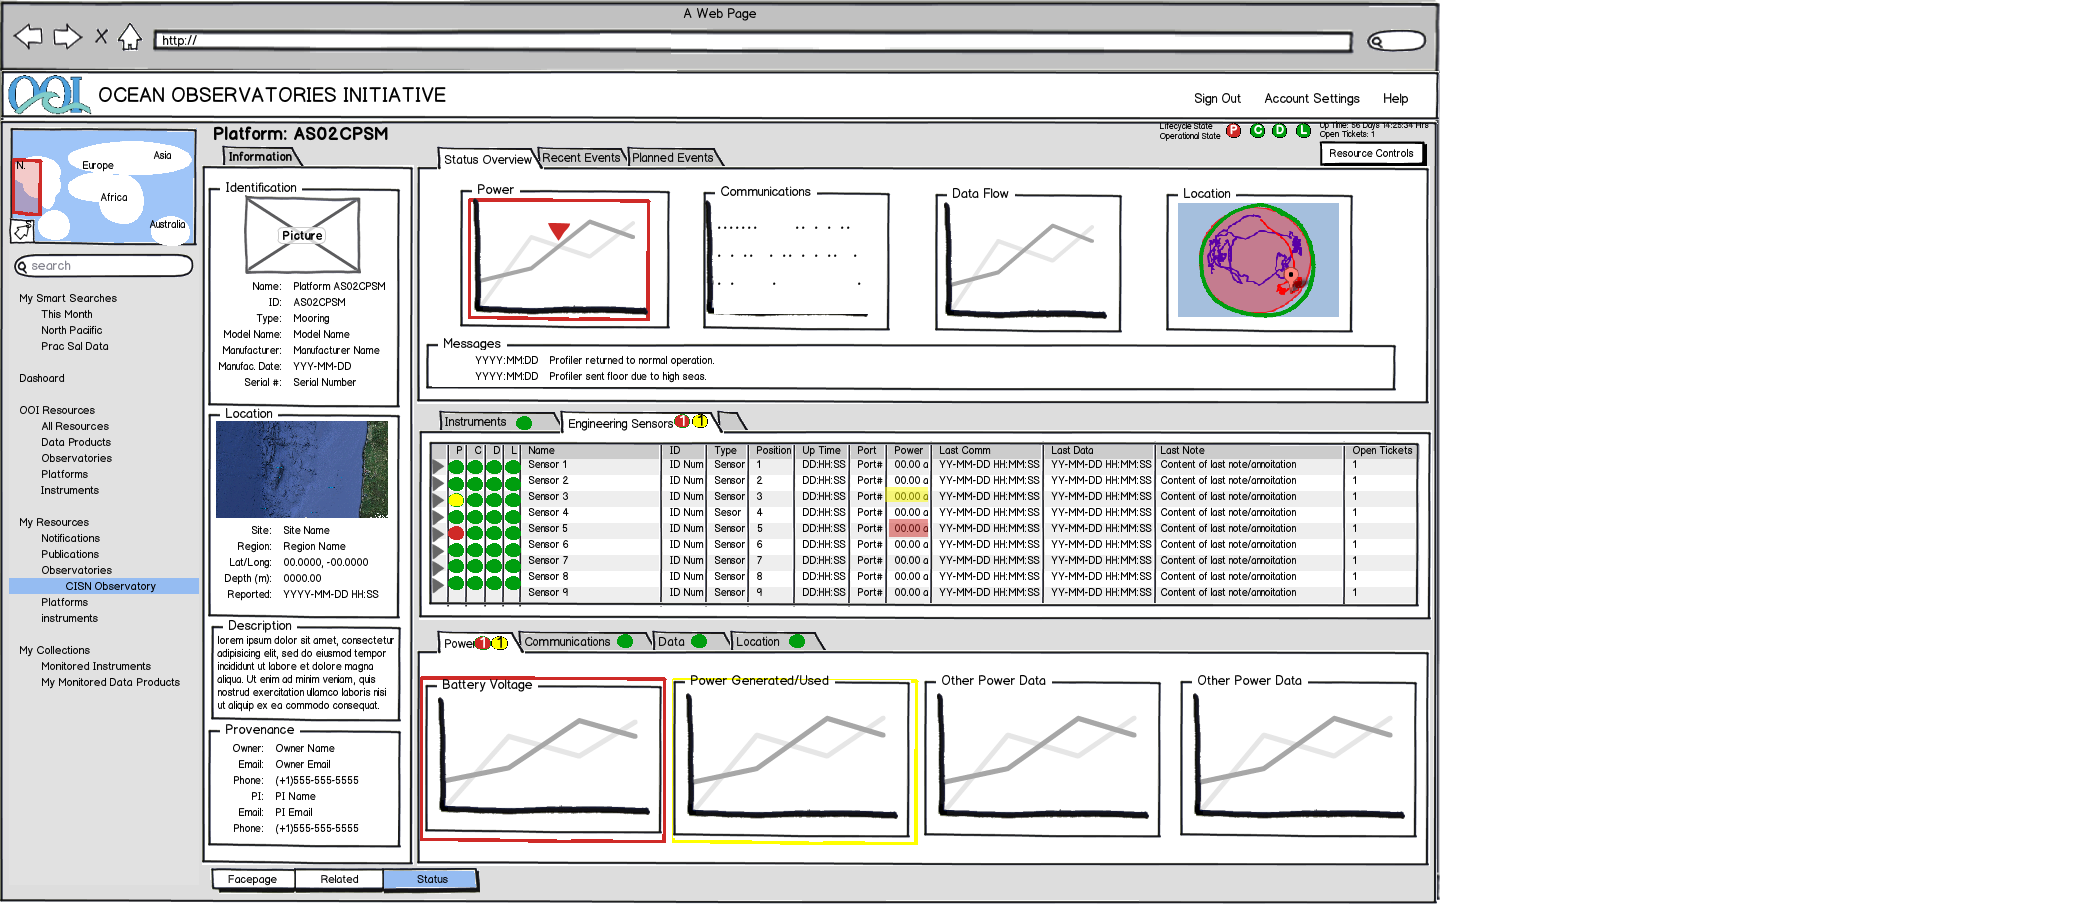 A Web Page
http://
OOI OCEAN OBSERVATORIES INITIATIVE
Sign Out Account Settings Help
N.
Europe
Asia
Africa
Australia
search
My Smart Searches
This Month
North Pacific
Prac Sal Data
Dashoard
OOI Resources
All Resources
Data Products
Observatories
Platforms
Instruments
My Resources
Notifications
Publications
Observatories
CISN Observatory
Platforms
instruments
My Collections
Monitored Instruments
My Monitored Data Products
Platform: AS02CPSM
Lifecycle State
Operational State
P C D L
Up Time: 56 Days 14:25:34 Hrs
Open Tickets: 1
Resource Controls
Information
Identification
Picture
Name: Platform AS02CPSM
ID: AS02CPSM
Type: Mooring
Model Name: Model Name
Manufacturer: Manufacturer Name
Manufac. Date: YYY-MM-DD
Serial #: Serial Number
Location
Site: Site Name
Region: Region Name
Lat/Long: 00.0000, -00.0000
Depth (m): 0000.00
Reported: YYYY-MM-DD HH:SS
Description
lorem ipsum dolor sit amet, consectetur
adipisicing elit, sed do eiusmod tempor
incididunt ut labore et dolore magna
aliqua. Ut enim ad minim veniam, quis
nostrud exercitation ullamco laboris nisi
ut aliquip ex ea commodo consequat.
Provenance
Owner: Owner Name
Email: Owner Email
Phone: (+1)555-555-5555
PI: PI Name
Email: PI Email
Phone: (+1)555-555-5555
Status Overview Recent Events Planned Events
Power
Communications
Data Flow
Location
Messages
YYYY:MM:DD Profiler returned to normal operation.
YYYY:MM:DD Profiler sent floor due to high seas.
Instruments Engineering Sensors 1 1
P C D L Name ID Type Position Up Time Port Power Last Comm Last Data Last Note Open Tickets
Sensor 1 ID Num Sensor 1 DD:HH:SS Port# 00.00 a YY-MM-DD HH:MM:SS YY-MM-DD HH:MM:SS Content of last note/annoitation 1
Sensor 2 ID Num Sensor 2 DD:HH:SS Port# 00.00 a YY-MM-DD HH:MM:SS YY-MM-DD HH:MM:SS Content of last note/annoitation 1
Sensor 3 ID Num Sensor 3 DD:HH:SS Port# 00.00 a YY-MM-DD HH:MM:SS YY-MM-DD HH:MM:SS Content of last note/annoitation 1
Sensor 4 ID Num Sesor 4 DD:HH:SS Port# 00.00 a YY-MM-DD HH:MM:SS YY-MM-DD HH:MM:SS Content of last note/annoitation 1
Sensor 5 ID Num Sensor 5 DD:HH:SS Port# 00.00 a YY-MM-DD HH:MM:SS YY-MM-DD HH:MM:SS Content of last note/annoitation 1
Sensor 6 ID Num Sensor 6 DD:HH:SS Port# 00.00 a YY-MM-DD HH:MM:SS YY-MM-DD HH:MM:SS Content of last note/annoitation 1
Sensor 7 ID Num Sensor 7 DD:HH:SS Port# 00.00 a YY-MM-DD HH:MM:SS YY-MM-DD HH:MM:SS Content of last note/annoitation 1
Sensor 8 ID Num Sensor 8 DD:HH:SS Port# 00.00 a YY-MM-DD HH:MM:SS YY-MM-DD HH:MM:SS Content of last note/annoitation 1
Sensor 9 ID Num Sensor 9 DD:HH:SS Port# 00.00 a YY-MM-DD HH:MM:SS YY-MM-DD HH:MM:SS Content of last note/annoitation 1
Power 1 1 Communications Data Location
Battery Voltage
Power Generated/Used
Other Power Data
Other Power Data
Facepage Related Status